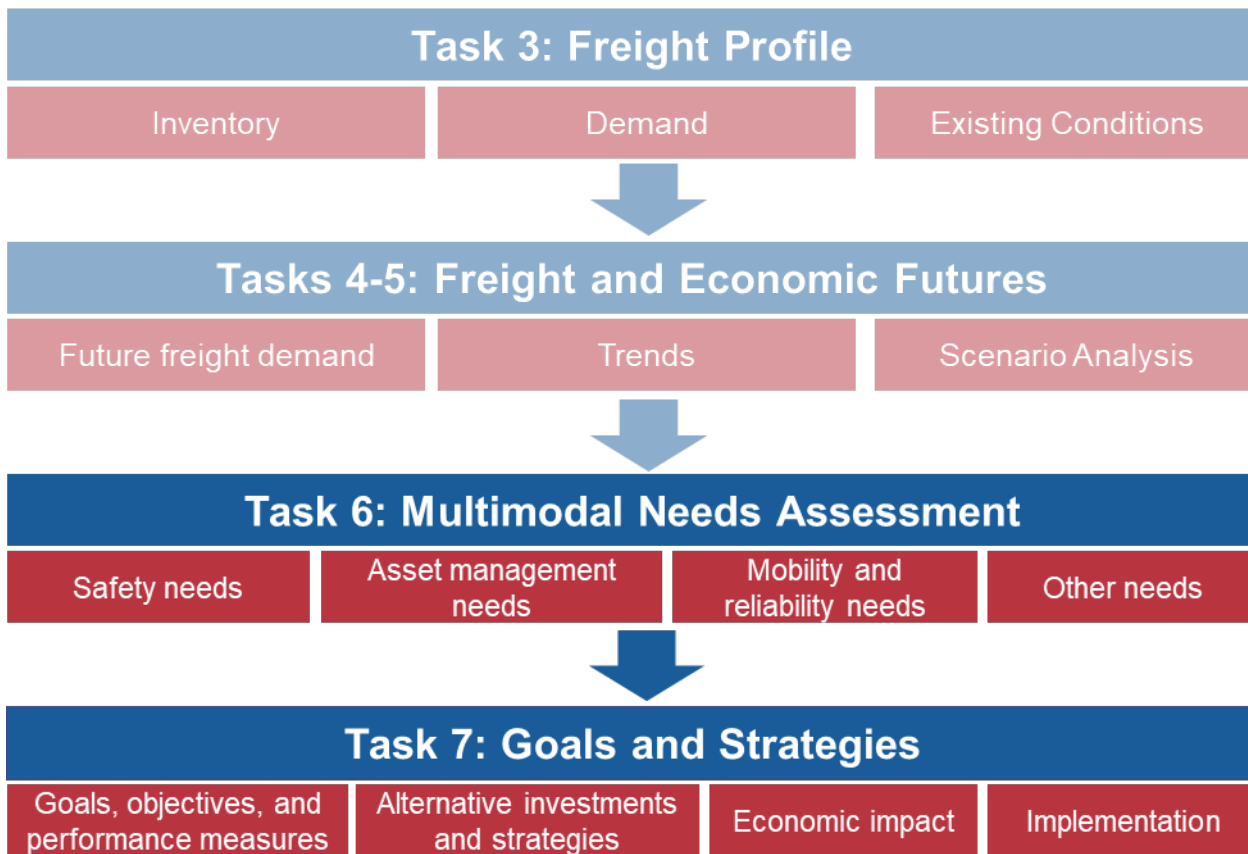 Task 3: Freight Profile
Inventory
Demand
Existing Conditions
Tasks 4-5: Freight and Economic Futures
Future freight demand
Trends
Scenario Analysis
Task 6: Multimodal Needs Assessment
Safety needs
Asset management
needs
Mobility and
reliability needs
Other needs
Task 7: Goals and Strategies
Goals, objectives, and
performance measures
Alternative investments
and strategies
Economic impact
Implementation